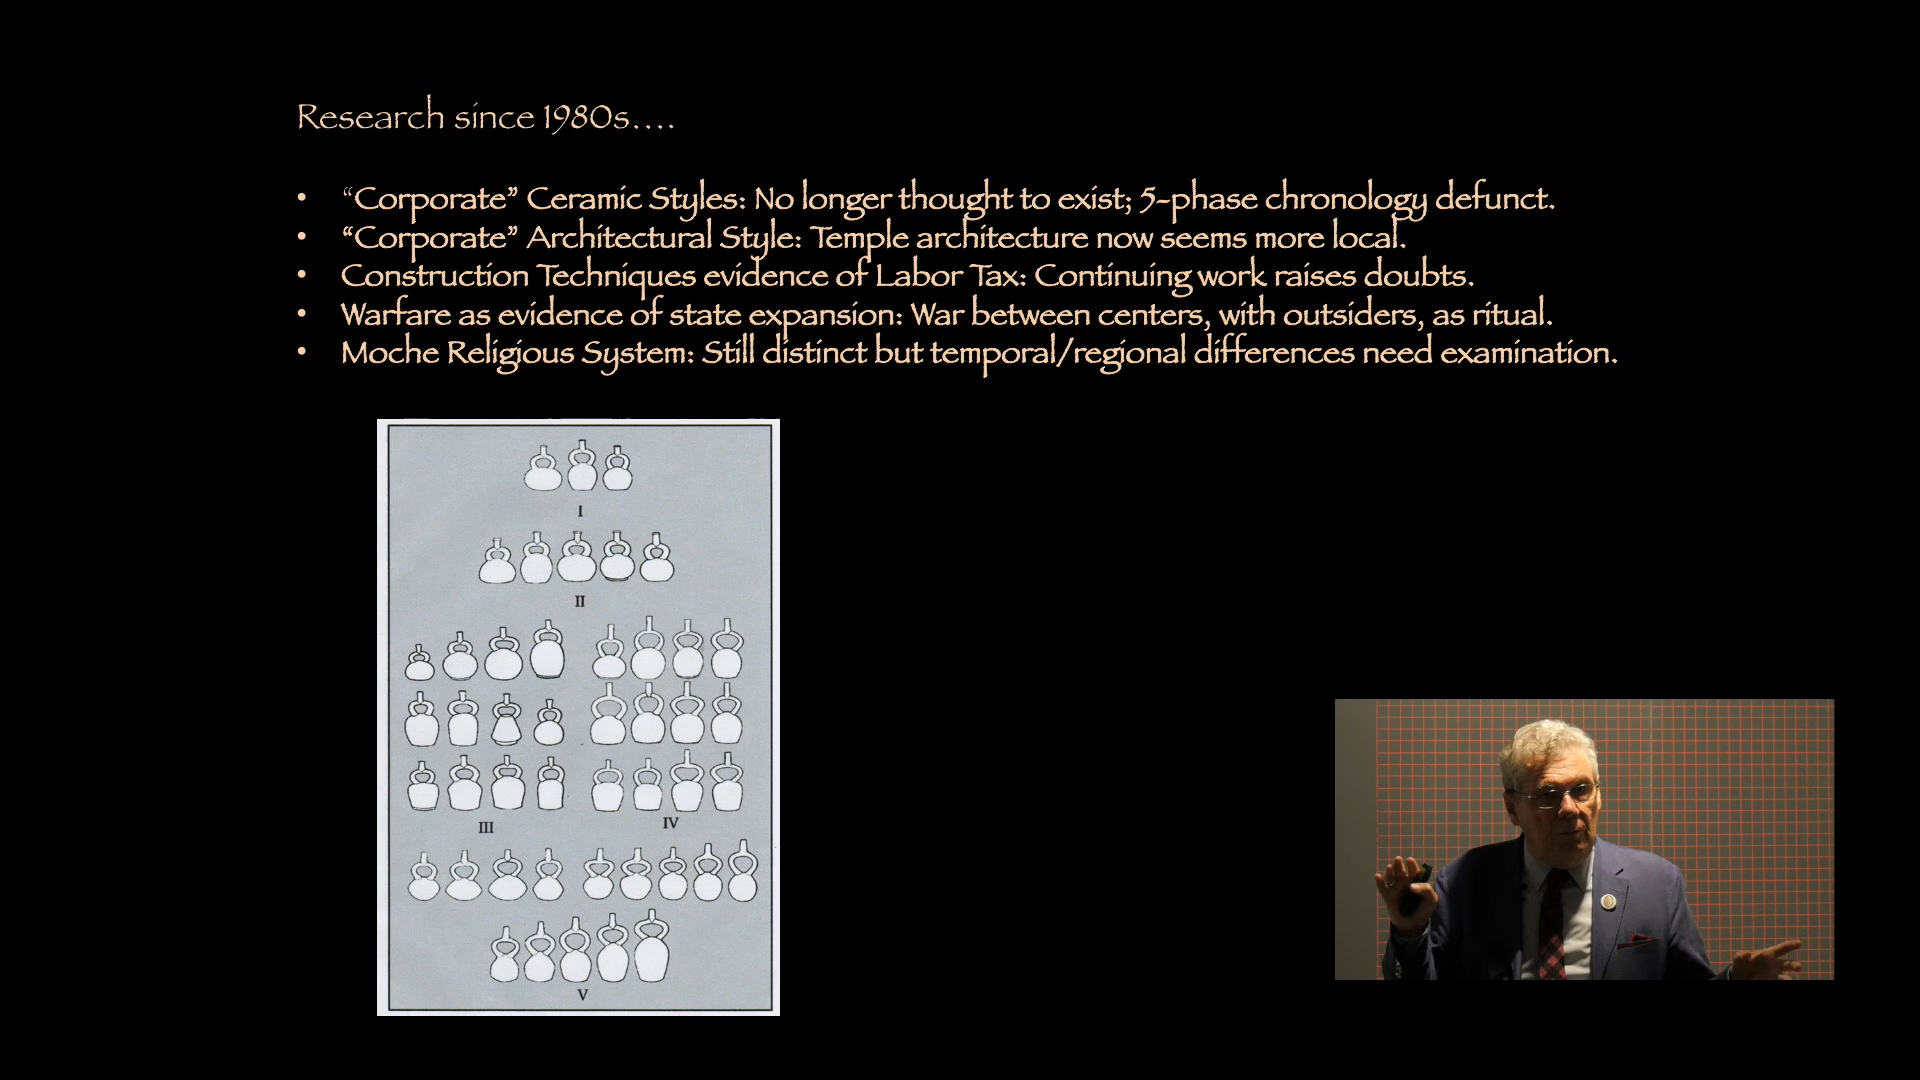 Research since 1980s....
• “Corporate” Ceramic Styles: No longer thought to exist; 5-phase chronology defunct.
• “Corporate” Architectural Style: Temple architecture now seems more local.
• Construction Techniques evidence of Labor Tax: Continuing work raises doubts.
• Warfare as evidence of state expansion: War between centers, with outsiders, as ritual.
• Moche Religious System: Still distinct but temporal/regional differences need examination.
I
II
III
IV
V